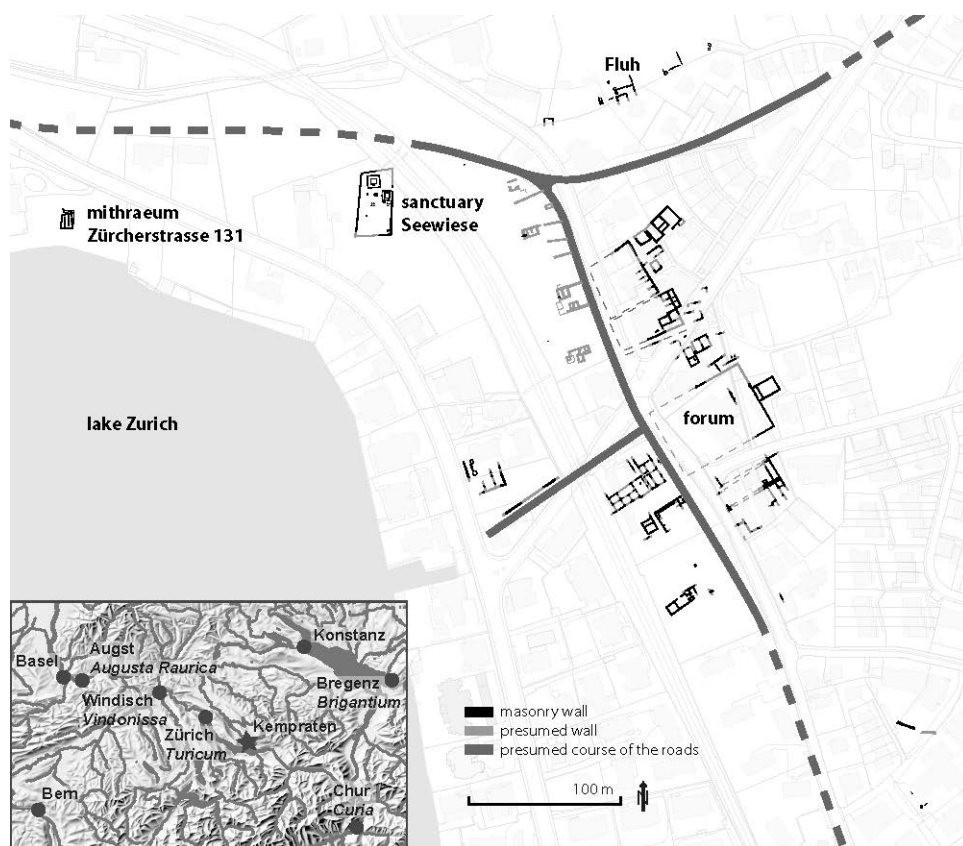 Fluh
sanctuary
Seewiese
mithraeum
Zürcherstrasse 131
lake Zurich
forum
Konstanz
Basel
Augst
Augusta Raurica
Bregenz
Brigantium
Windisch
Vindonissa
Kempraten
Zürich
Turicum
Bern
Chur
Curia
masonry wall
presumed wall
presumed course of the roads
100 m